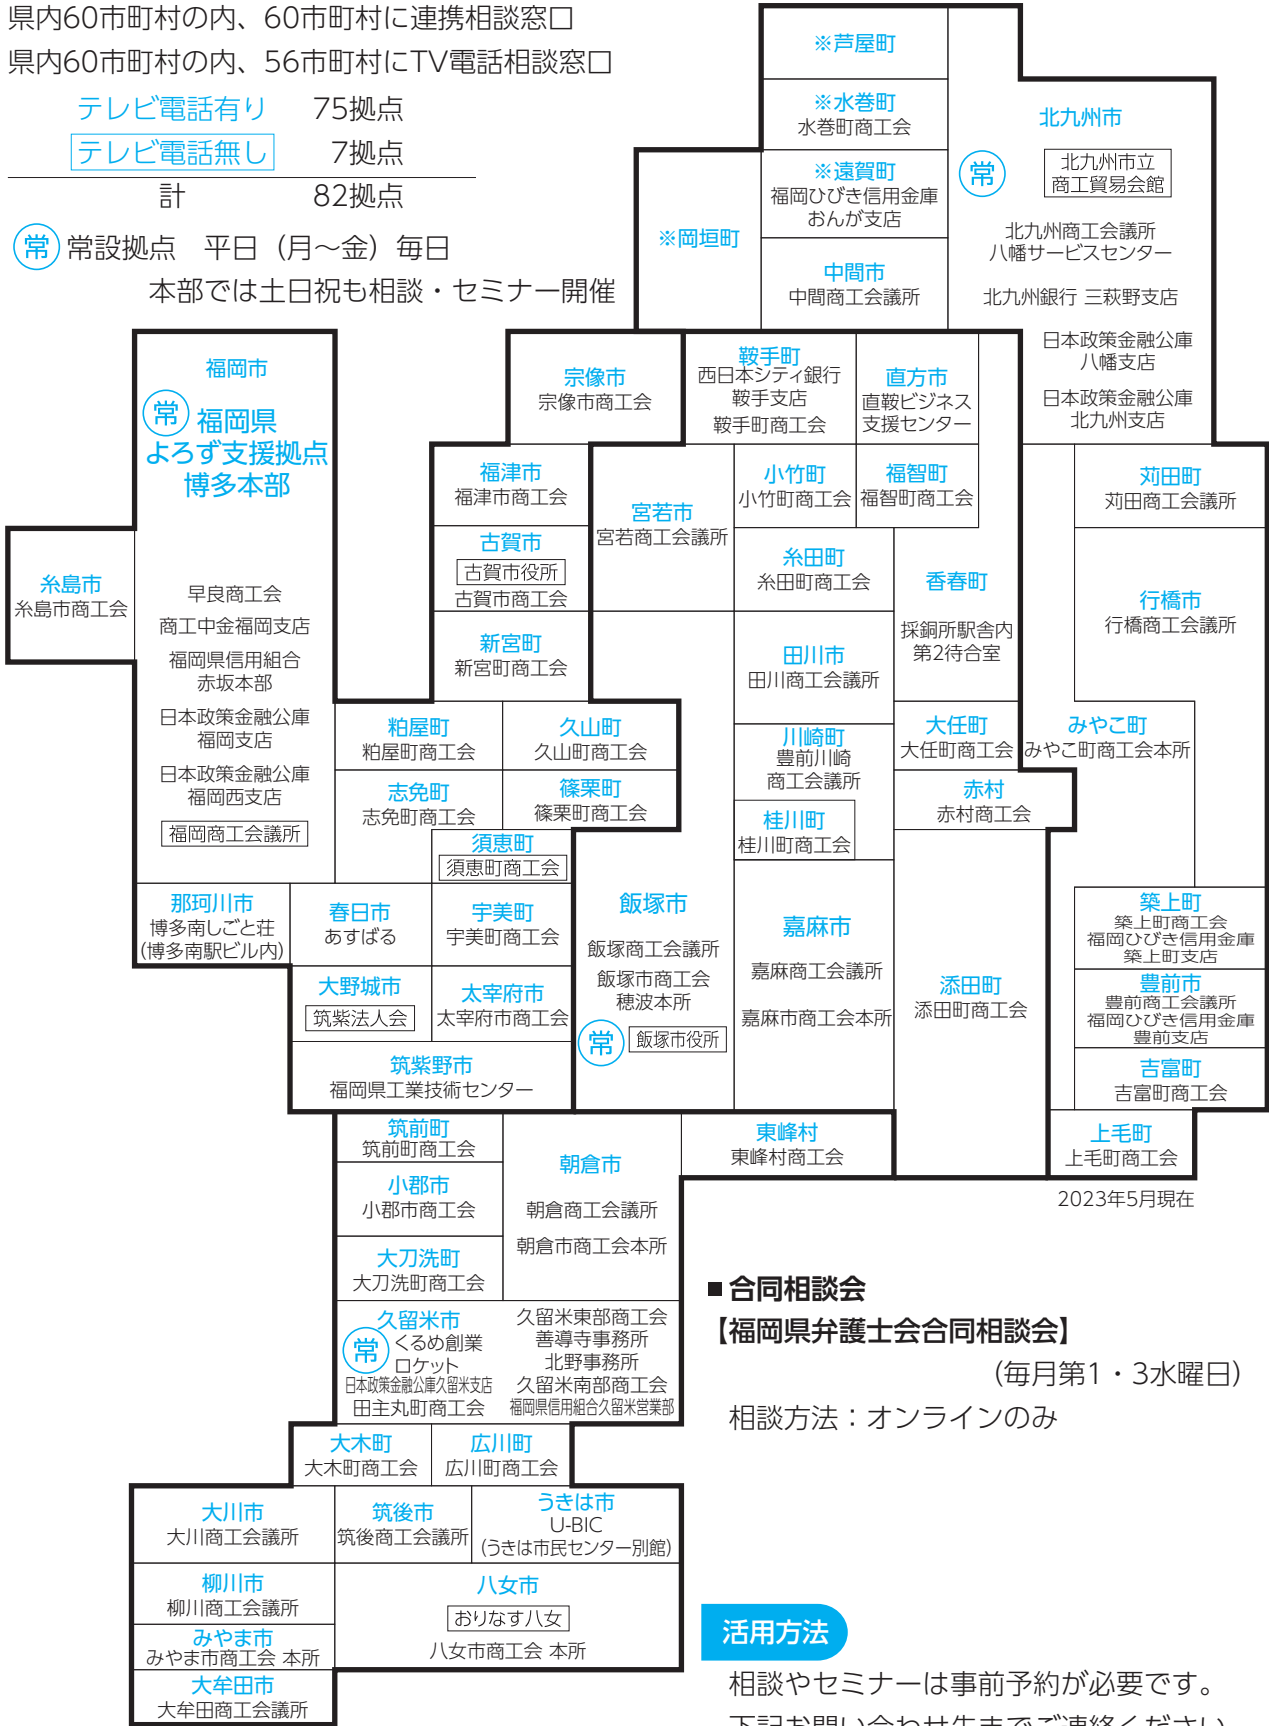 県内60市町村の内、60市町村に連携相談窓口
県内60市町村の内、56市町村にTV電話相談窓口
テレビ電話有り 75拠点
テレビ電話無し 7拠点
計 82拠点
常 常設拠点 平日（月～金）毎日
本部では土日祝も相談・セミナー開催
※芦屋町
※水巻町
水巻町商工会
※遠賀町
福岡ひびき信用金庫
おんが支店
※岡垣町
中間市
中間商工会議所
北九州市
常
北九州市立
商工貿易会館
北九州商工会議所
八幡サービスセンター
北九州銀行 三萩野支店
日本政策金融公庫
八幡支店
日本政策金融公庫
北九州支店
福岡市
常 福岡県
よろず支援拠点
博多本部
早良商工会
商工中金福岡支店
福岡県信用組合
赤坂本部
日本政策金融公庫
福岡支店
日本政策金融公庫
福岡西支店
福岡商工会議所
糸島市
糸島市商工会
宗像市
宗像市商工会
鞍手町
西日本シティ銀行
鞍手支店
鞍手町商工会
直方市
直鞍ビジネス
支援センター
福津市
福津市商工会
古賀市
古賀市役所
古賀市商工会
新宮町
新宮町商工会
宮若市
宮若商工会議所
小竹町
小竹町商工会
福智町
福智町商工会
苅田町
苅田商工会議所
糸田町
糸田町商工会
香春町
採銅所駅舎内
第2待合室
行橋市
行橋商工会議所
田川市
田川商工会議所
粕屋町
粕屋町商工会
久山町
久山町商工会
川崎町
豊前川崎
商工会議所
大任町
大任町商工会
みやこ町
みやこ町商工会本所
志免町
志免町商工会
篠栗町
篠栗町商工会
赤村
赤村商工会
須恵町
須恵町商工会
桂川町
桂川町商工会
那珂川市
博多南しごと荘
(博多南駅ビル内)
春日市
あすばる
宇美町
宇美町商工会
飯塚市
飯塚商工会議所
飯塚市商工会
穂波本所
常 飯塚市役所
嘉麻市
嘉麻商工会議所
嘉麻市商工会本所
添田町
添田町商工会
築上町
築上町商工会
福岡ひびき信用金庫
築上町支店
豊前市
豊前商工会議所
福岡ひびき信用金庫
豊前支店
吉富町
吉富町商工会
上毛町
上毛町商工会
大野城市
筑紫法人会
太宰府市
太宰府市商工会
筑紫野市
福岡県工業技術センター
筑前町
筑前町商工会
朝倉市
朝倉商工会議所
朝倉市商工会本所
東峰村
東峰村商工会
小郡市
小郡市商工会
大刀洗町
大刀洗町商工会
2023年5月現在
久留米市
常 くるめ創業
ロケット
日本政策金融公庫久留米支店
田主丸町商工会
久留米東部商工会
善導寺事務所
北野事務所
久留米南部商工会
福岡県信用組合久留米営業部
大木町
大木町商工会
広川町
広川町商工会
大川市
大川商工会議所
筑後市
筑後商工会議所
うきは市
U-BIC
(うきは市民センター別館)
柳川市
柳川商工会議所
八女市
おりなす八女
八女市商工会 本所
みやま市
みやま市商工会 本所
大牟田市
大牟田商工会議所
■合同相談会
【福岡県弁護士会合同相談会】
（毎月第1・3水曜日）
相談方法：オンラインのみ
活用方法
相談やセミナーは事前予約が必要です。
下記お問い合わせ先までご連絡ください